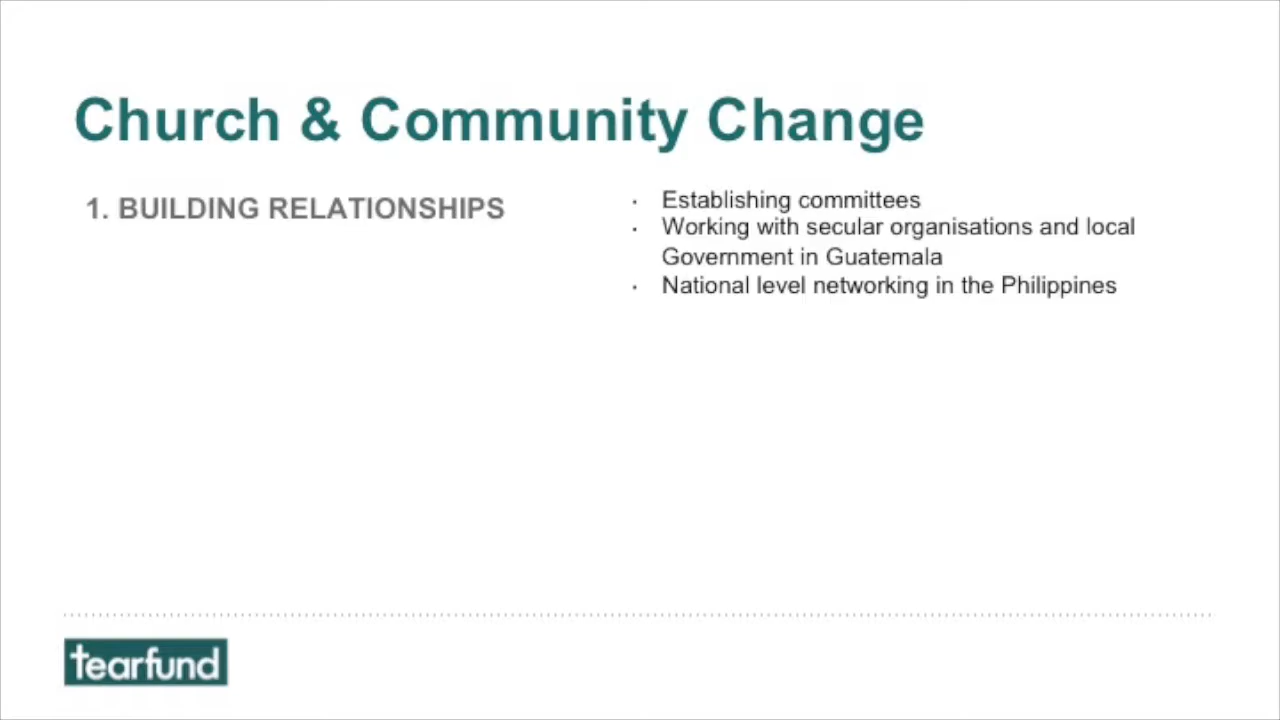 Church & Community Change
1. BUILDING RELATIONSHIPS
· Establishing committees
· Working with secular organisations and local
Government in Guatemala
· National level networking in the Philippines
tearfund